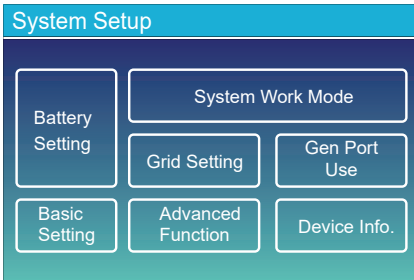 System Setup
Battery
Setting
System Work Mode
Grid Setting
Gen Port
Use
Basic
Setting
Advanced
Function
Device Info.